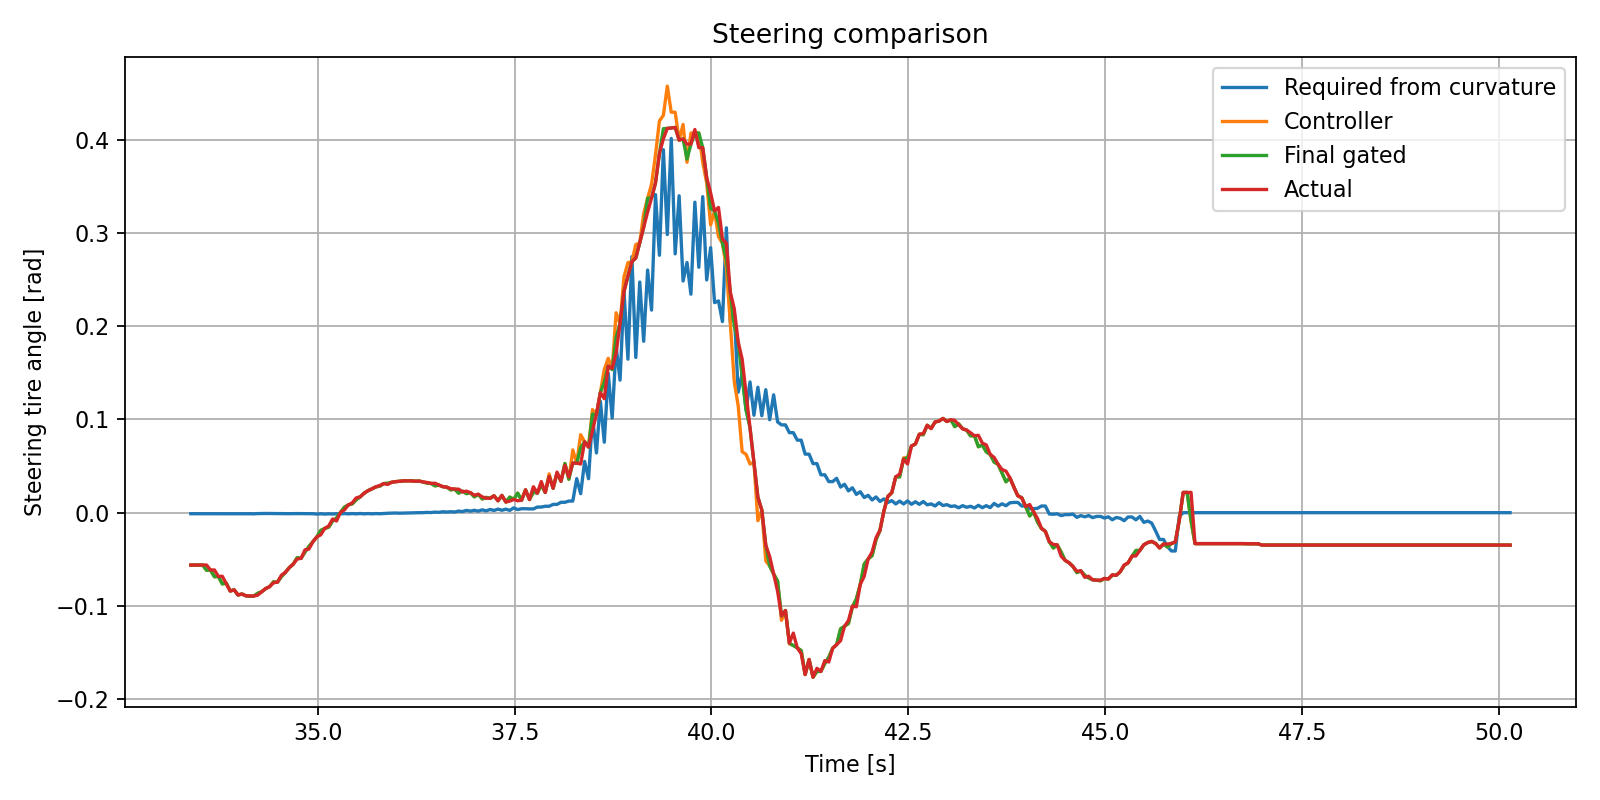 Steering comparison
Required from curvature
Controller
Final gated
Actual
Steering tire angle [rad]
0.4
0.3
0.2
0.1
0.0
−0.1
−0.2
35.0 37.5 40.0 42.5 45.0 47.5 50.0
Time [s]